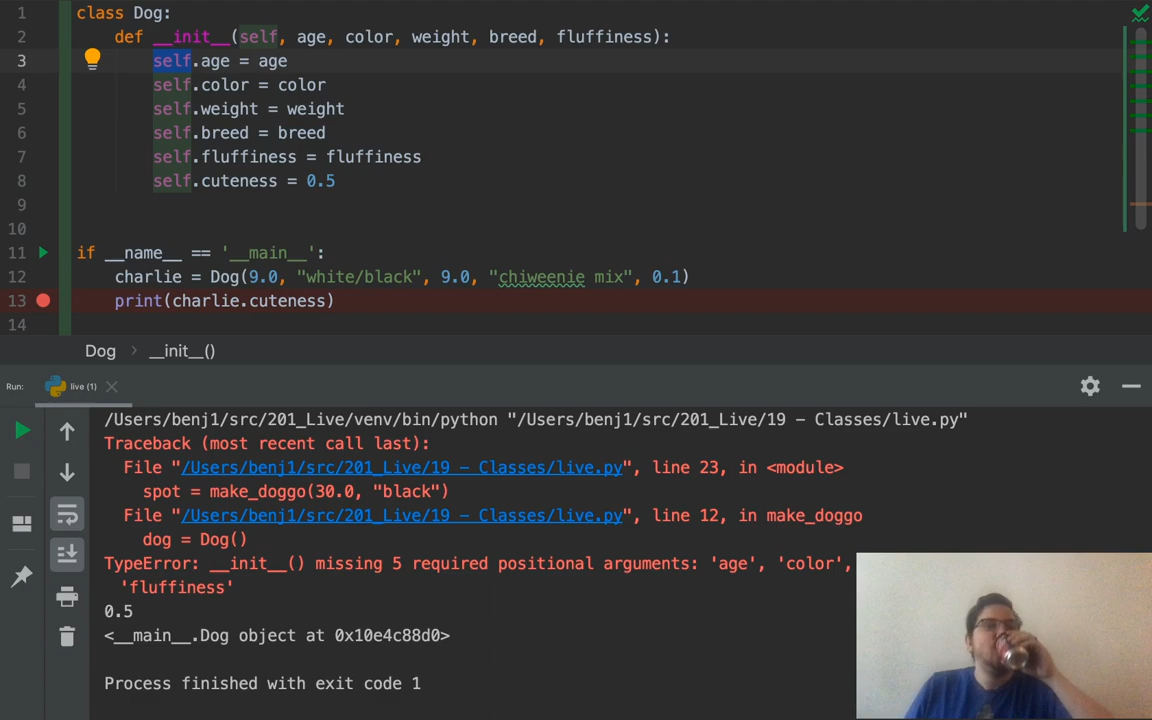 1 class Dog:
2 def __init__(self, age, color, weight, breed, fluffiness):
3 self.age = age
4 self.color = color
5 self.weight = weight
6 self.breed = breed
7 self.fluffiness = fluffiness
8 self.cuteness = 0.5
9
10
11 if __name__ == '__main__':
12 charlie = Dog(9.0, "white/black", 9.0, "chiweenie mix", 0.1)
13 print(charlie.cuteness)
14
Dog › __init__()
Run: live (1)
/Users/benj1/src/201_Live/venv/bin/python "/Users/benj1/src/201_Live/19 – Classes/live.py"
Traceback (most recent call last):
File "/Users/benj1/src/201_Live/19 – Classes/live.py", line 23, in <module>
spot = make_doggo(30.0, "black")
File "/Users/benj1/src/201_Live/19 – Classes/live.py", line 12, in make_doggo
dog = Dog()
TypeError: __init__() missing 5 required positional arguments: 'age', 'color',
'fluffiness'
0.5
<__main__.Dog object at 0x10e4c88d0>
Process finished with exit code 1